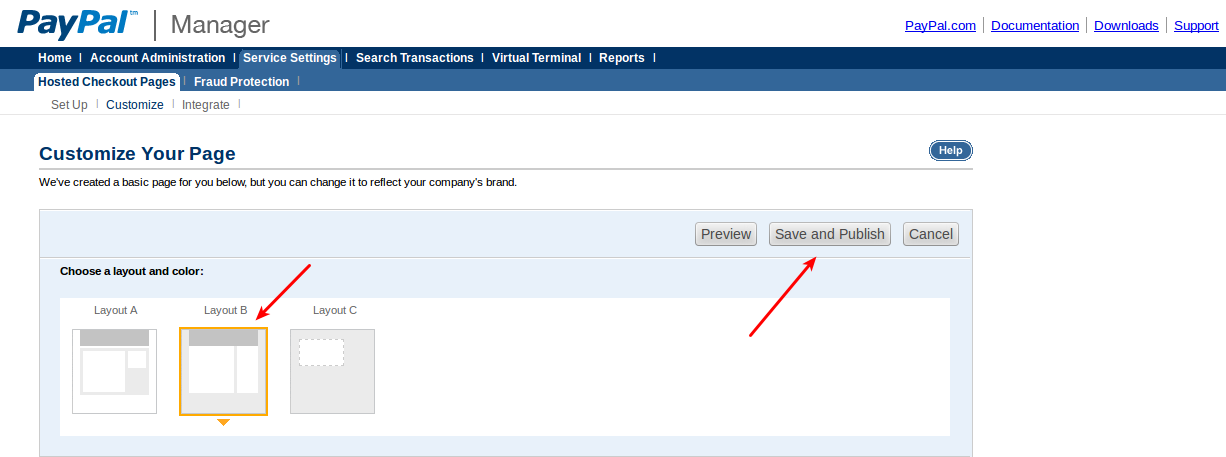 PayPal™ Manager
PayPal.com Documentation Downloads Support
Home Account Administration Service Settings Search Transactions Virtual Terminal Reports
Hosted Checkout Pages Fraud Protection
Set Up Customize Integrate
Customize Your Page Help
We've created a basic page for you below, but you can change it to reflect your company's brand.
Preview Save and Publish Cancel
Choose a layout and color:
Layout A Layout B Layout C